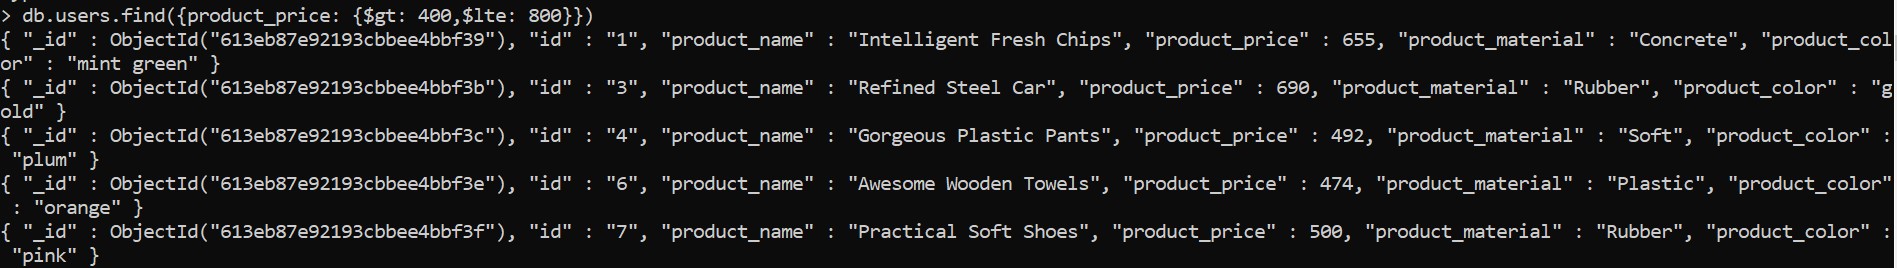 > db.users.find({product_price: {$gt: 400,$lte: 800}})
{ "_id" : ObjectId("613eb87e92193cbbee4bbf39"), "id" : "1", "product_name" : "Intelligent Fresh Chips", "product_price" : 655, "product_material" : "Concrete", "product_col
or" : "mint green" }
{ "_id" : ObjectId("613eb87e92193cbbee4bbf3b"), "id" : "3", "product_name" : "Refined Steel Car", "product_price" : 690, "product_material" : "Rubber", "product_color" : "g
old" }
{ "_id" : ObjectId("613eb87e92193cbbee4bbf3c"), "id" : "4", "product_name" : "Gorgeous Plastic Pants", "product_price" : 492, "product_material" : "Soft", "product_color" :
 "plum" }
{ "_id" : ObjectId("613eb87e92193cbbee4bbf3e"), "id" : "6", "product_name" : "Awesome Wooden Towels", "product_price" : 474, "product_material" : "Plastic", "product_color"
 : "orange" }
{ "_id" : ObjectId("613eb87e92193cbbee4bbf3f"), "id" : "7", "product_name" : "Practical Soft Shoes", "product_price" : 500, "product_material" : "Rubber", "product_color" :
 "pink" }